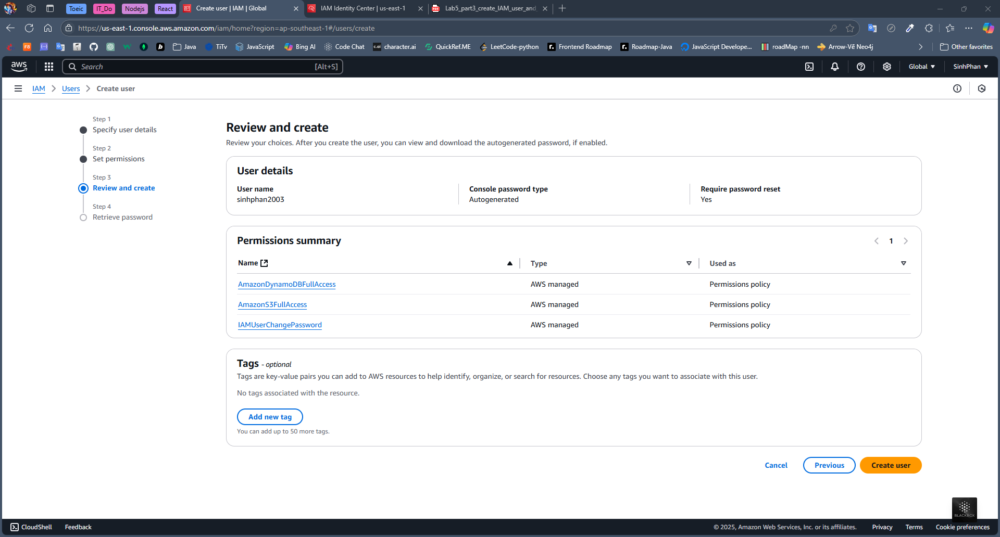 Toeic
IT_Do
Nodejs
React
Create user | IAM | Global
IAM Identity Center | us-east-1
Lab5_part3_create_IAM_user_and_
https://us-east-1.console.aws.amazon.com/iam/home?region=ap-southeast-1#/users/create
F8
Java
TiTv
JavaScript
Bing AI
Code Chat
c.ai
character.ai
QuickRef.ME
LeetCode-python
Frontend Roadmap
Roadmap-Java
JavaScript Develope...
roadMap -nn
Arrow-Vẽ Neo4j
Other favorites
aws
Search
[Alt+S]
Global
SinhPhan
IAM
Users
Create user
Step 1
Specify user details
Step 2
Set permissions
Step 3
Review and create
Step 4
Retrieve password
Review and create
Review your choices. After you create the user, you can view and download the autogenerated password, if enabled.
User details
User name
sinhphan2003
Console password type
Autogenerated
Require password reset
Yes
Permissions summary
1
Name
Type
Used as
AmazonDynamoDBFullAccess
AWS managed
Permissions policy
AmazonS3FullAccess
AWS managed
Permissions policy
IAMUserChangePassword
AWS managed
Permissions policy
Tags - optional
Tags are key-value pairs you can add to AWS resources to help identify, organize, or search for resources. Choose any tags you want to associate with this user.
No tags associated with the resource.
Add new tag
You can add up to 50 more tags.
Cancel
Previous
Create user
BLACKBOX
CloudShell
Feedback
© 2025, Amazon Web Services, Inc. or its affiliates.
Privacy
Terms
Cookie preferences